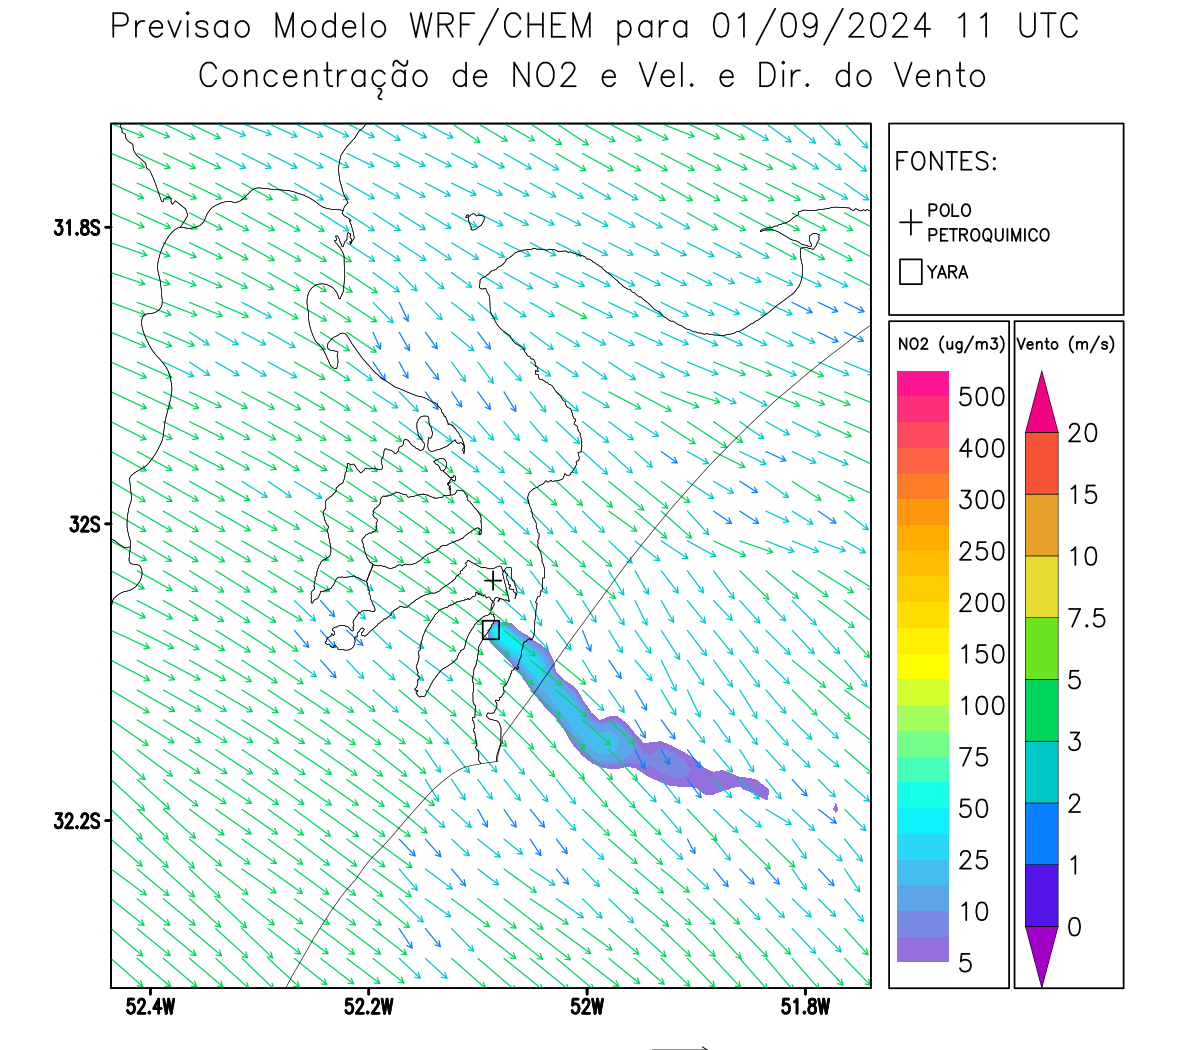 Previsao Modelo WRF/CHEM para 01/09/2024 11 UTC
Concentração de NO2 e Vel. e Dir. do Vento
FONTES:
POLO
PETROQUIMICO
YARA
NO2 (ug/m3)
500
400
300
250
200
150
100
75
50
25
10
5
Vento (m/s)
20
15
10
7.5
5
3
2
1
0
31.8S
32S
32.2S
52.4W
52.2W
52W
51.8W